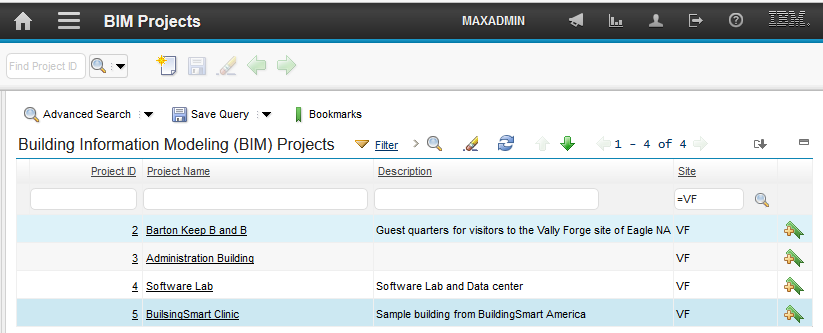 BIM Projects MAXADMIN IBM.
Find Project ID
Advanced Search Save Query Bookmarks
Building Information Modeling (BIM) Projects Filter 1 - 4 of 4
Project ID Project Name Description Site
=VF
2 Barton Keep B and B Guest quarters for visitors to the Vally Forge site of Eagle NA VF
3 Administration Building VF
4 Software Lab Software Lab and Data center VF
5 BuilsingSmart Clinic Sample building from BuildingSmart America VF